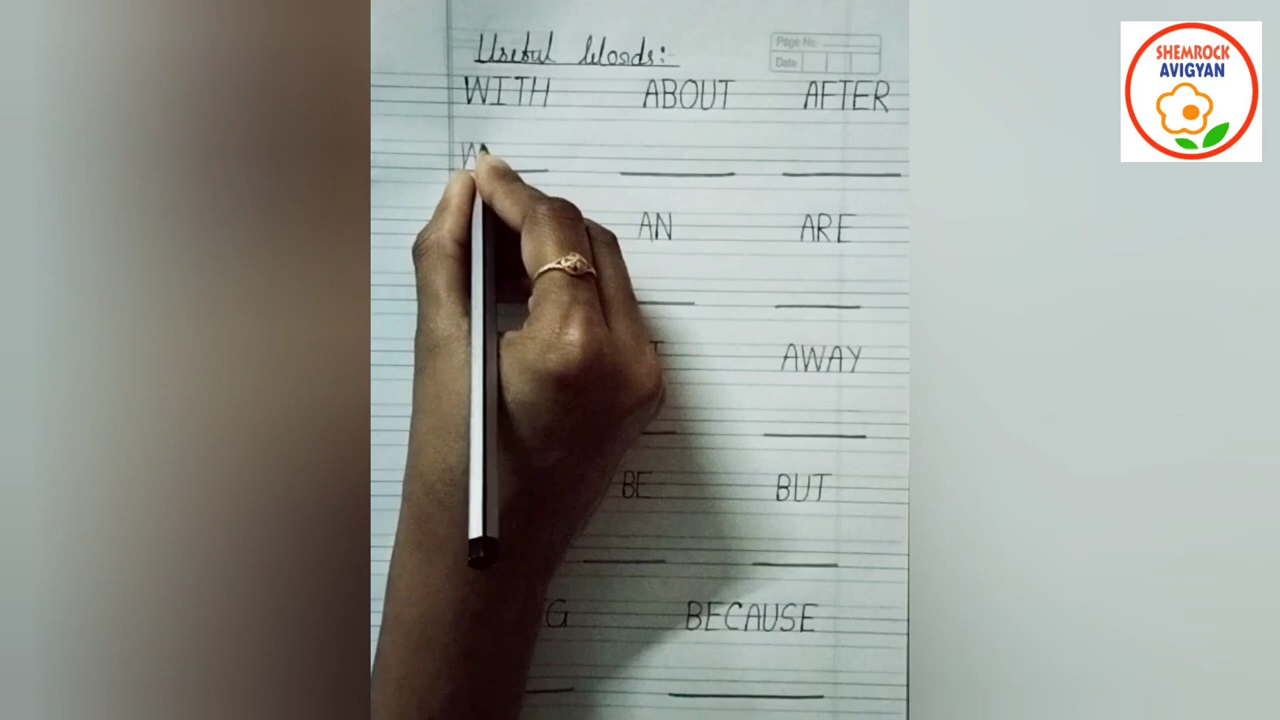 SHEMROCK
AVIGYAN
Page No.
Date
Useful Words:
WITH ABOUT AFTER
W
AN ARE
AWAY
BE BUT
BECAUSE